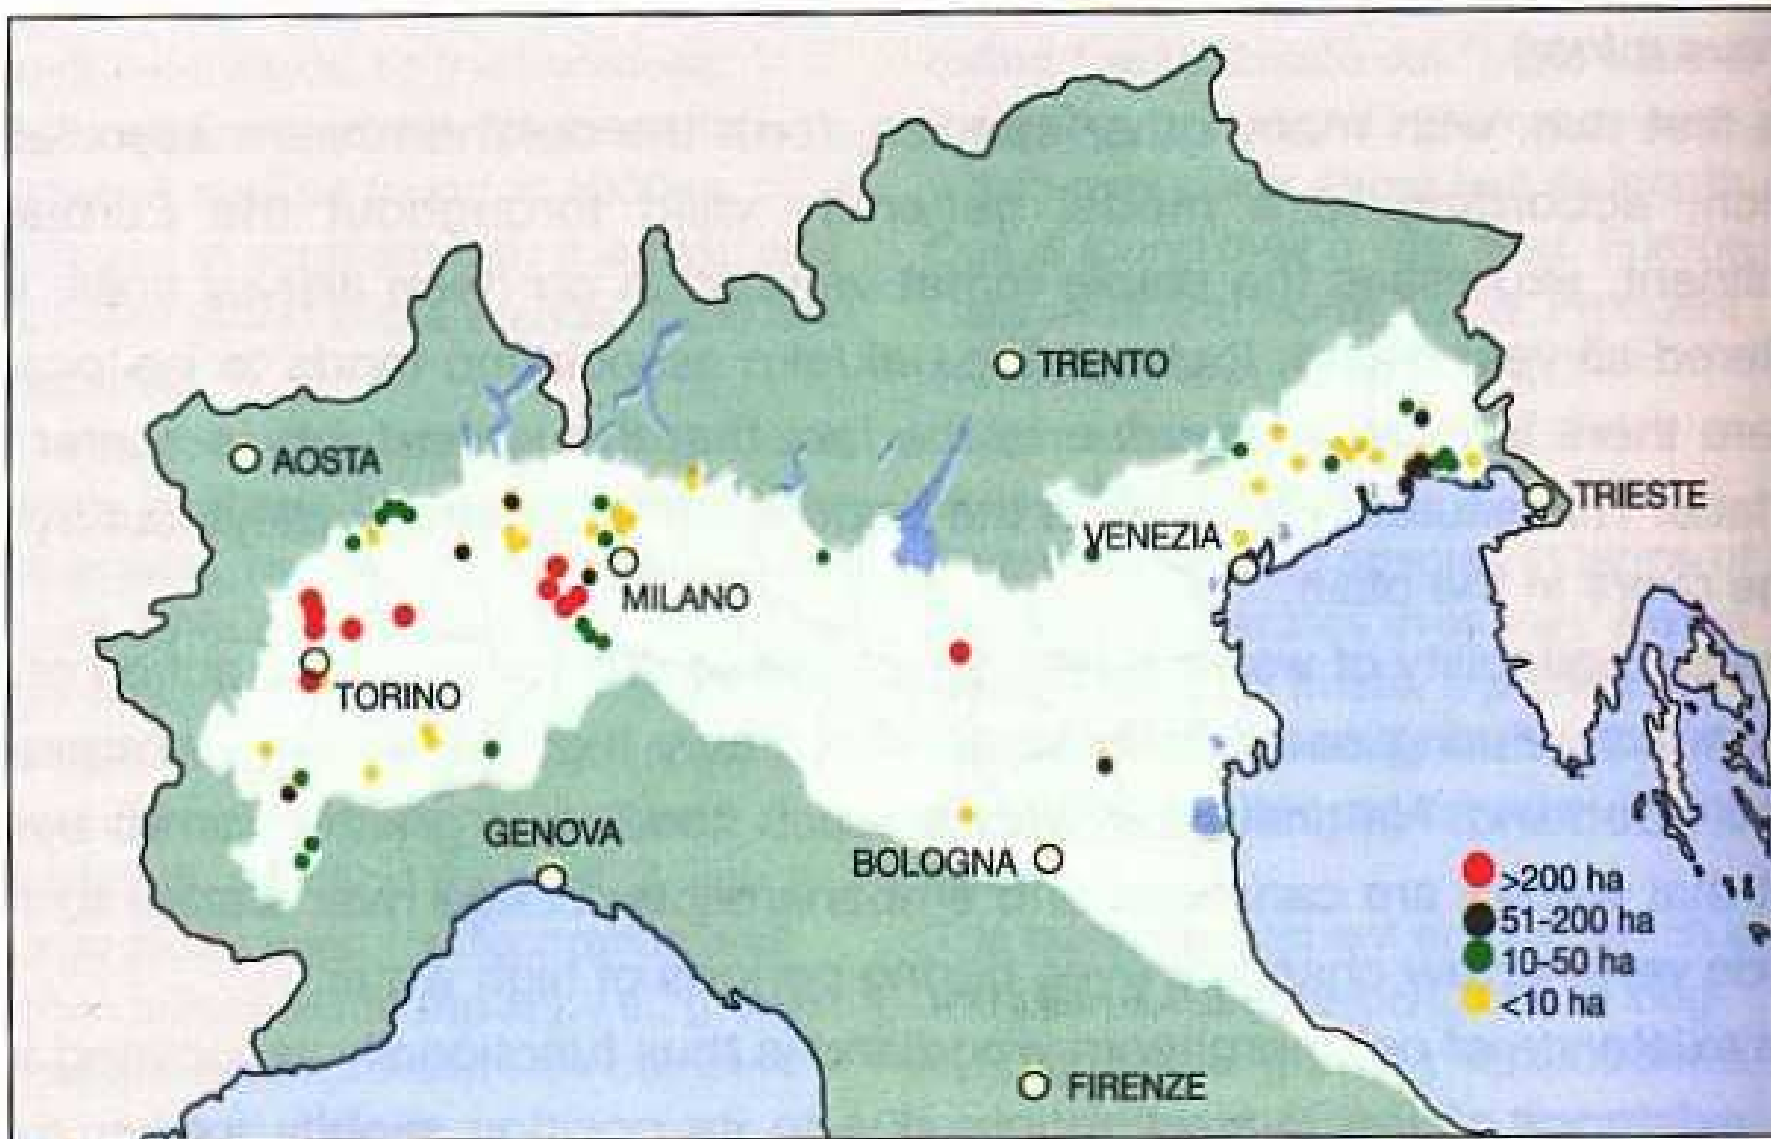 TRENTO
AOSTA
TRIESTE
VENEZIA
MILANO
TORINO
GENOVA
BOLOGNA
>200 ha
51-200 ha
10-50 ha
<10 ha
FIRENZE